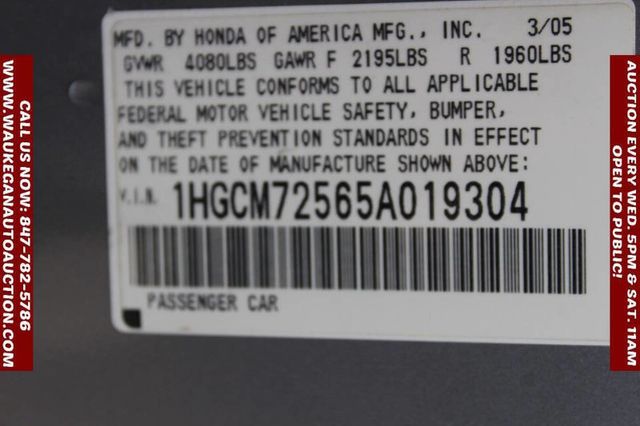 MFD. BY HONDA OF AMERICA MFG., INC. 3/05
GVWR 4080LBS GAWR F 2195LBS R 1960LBS
THIS VEHICLE CONFORMS TO ALL APPLICABLE
FEDERAL MOTOR VEHICLE SAFETY, BUMPER,
AND THEFT PREVENTION STANDARDS IN EFFECT
ON THE DATE OF MANUFACTURE SHOWN ABOVE:
V.I.N. 1HGCM72565A019304
PASSENGER CAR
CALL US NOW: 847-782-5786
WWW.WAUKEGANAUTOAUCTION.COM
AUCTION EVERY WED. 5PM & SAT. 11AM
OPEN TO PUBLIC!